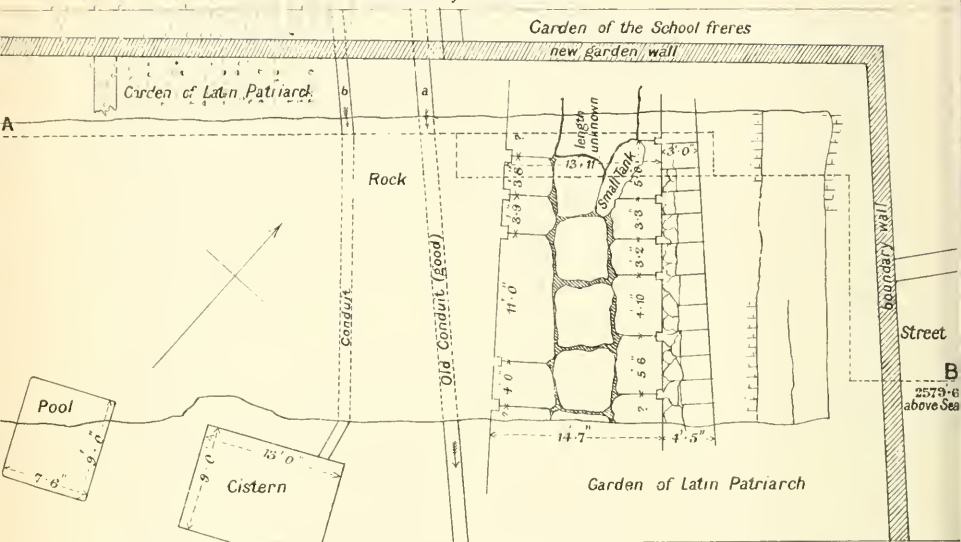 Garden of the School freres
new garden wall
Garden of Latin Patriarch
b
a
A
Rock
length unknown
13·11
Small Tank
3'·0"
?
3·8"
3·9
11'·0"
4·0
?
5·8"
3·3
3·2"
4·10
5·6
?
Conduit
Old Conduit (good)
boundary wall
Street
B
2579·6
above Sea
Pool
7'·6"
9'·0"
Cistern
13'0"
9·0"
14'·7"
4'·5"
Garden of Latin Patriarch